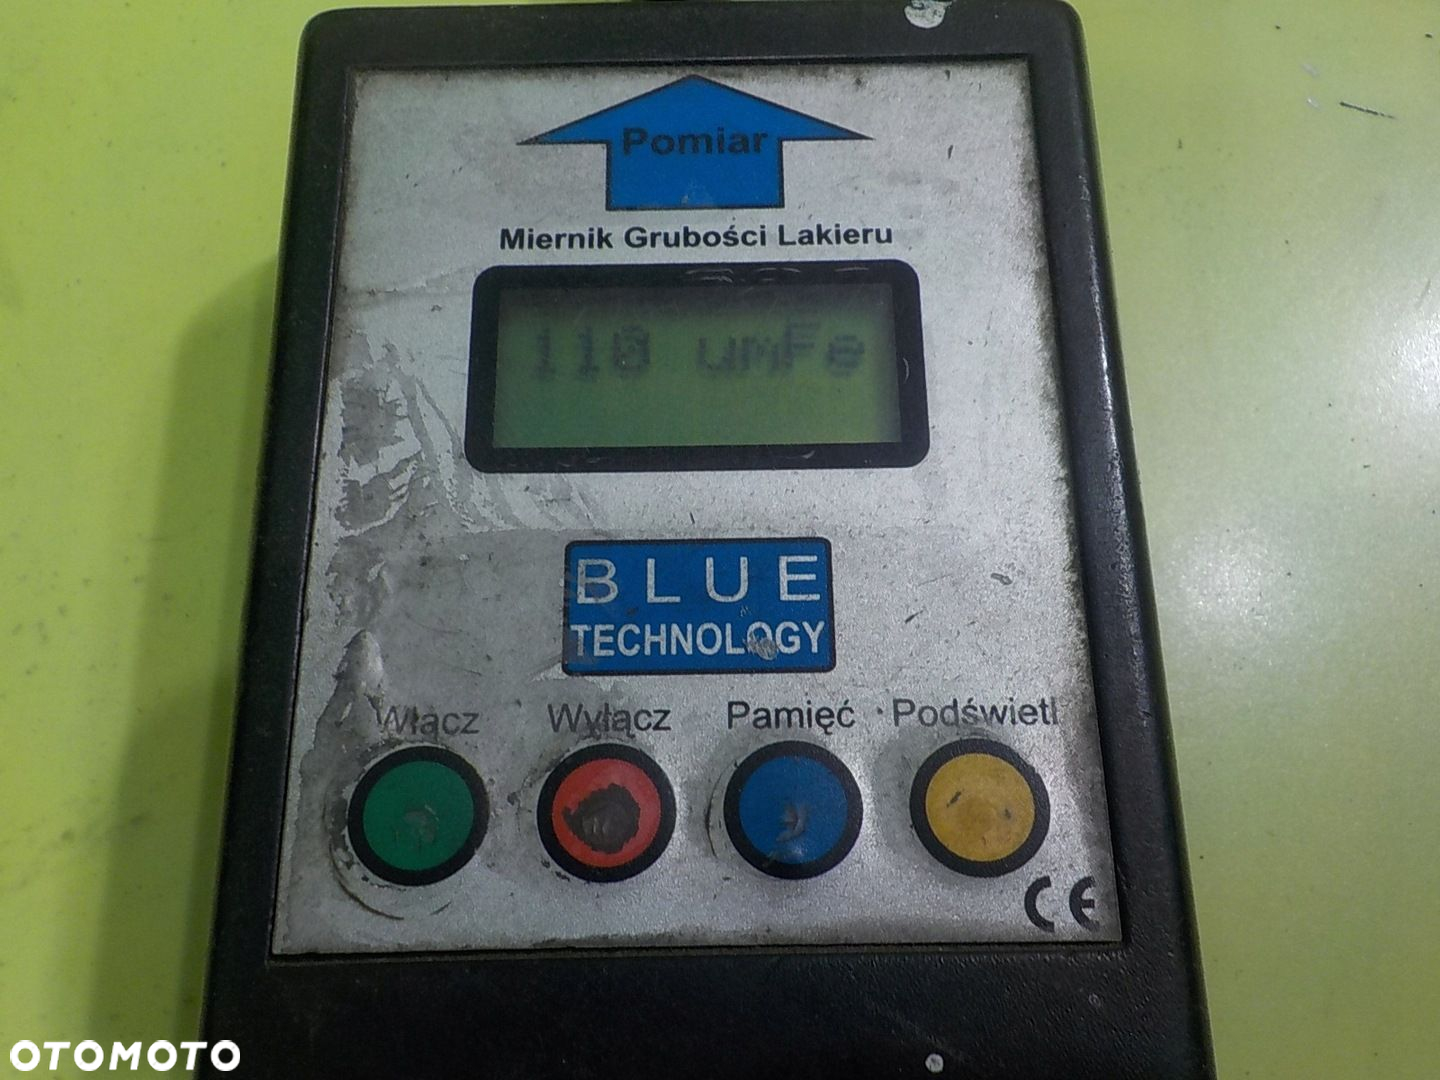 Pomiar
Miernik Grubości Lakieru
110 umFe
BLUE
TECHNOLOGY
Włącz Wyłącz Pamięć Podświetl
CE
OTOMOTO